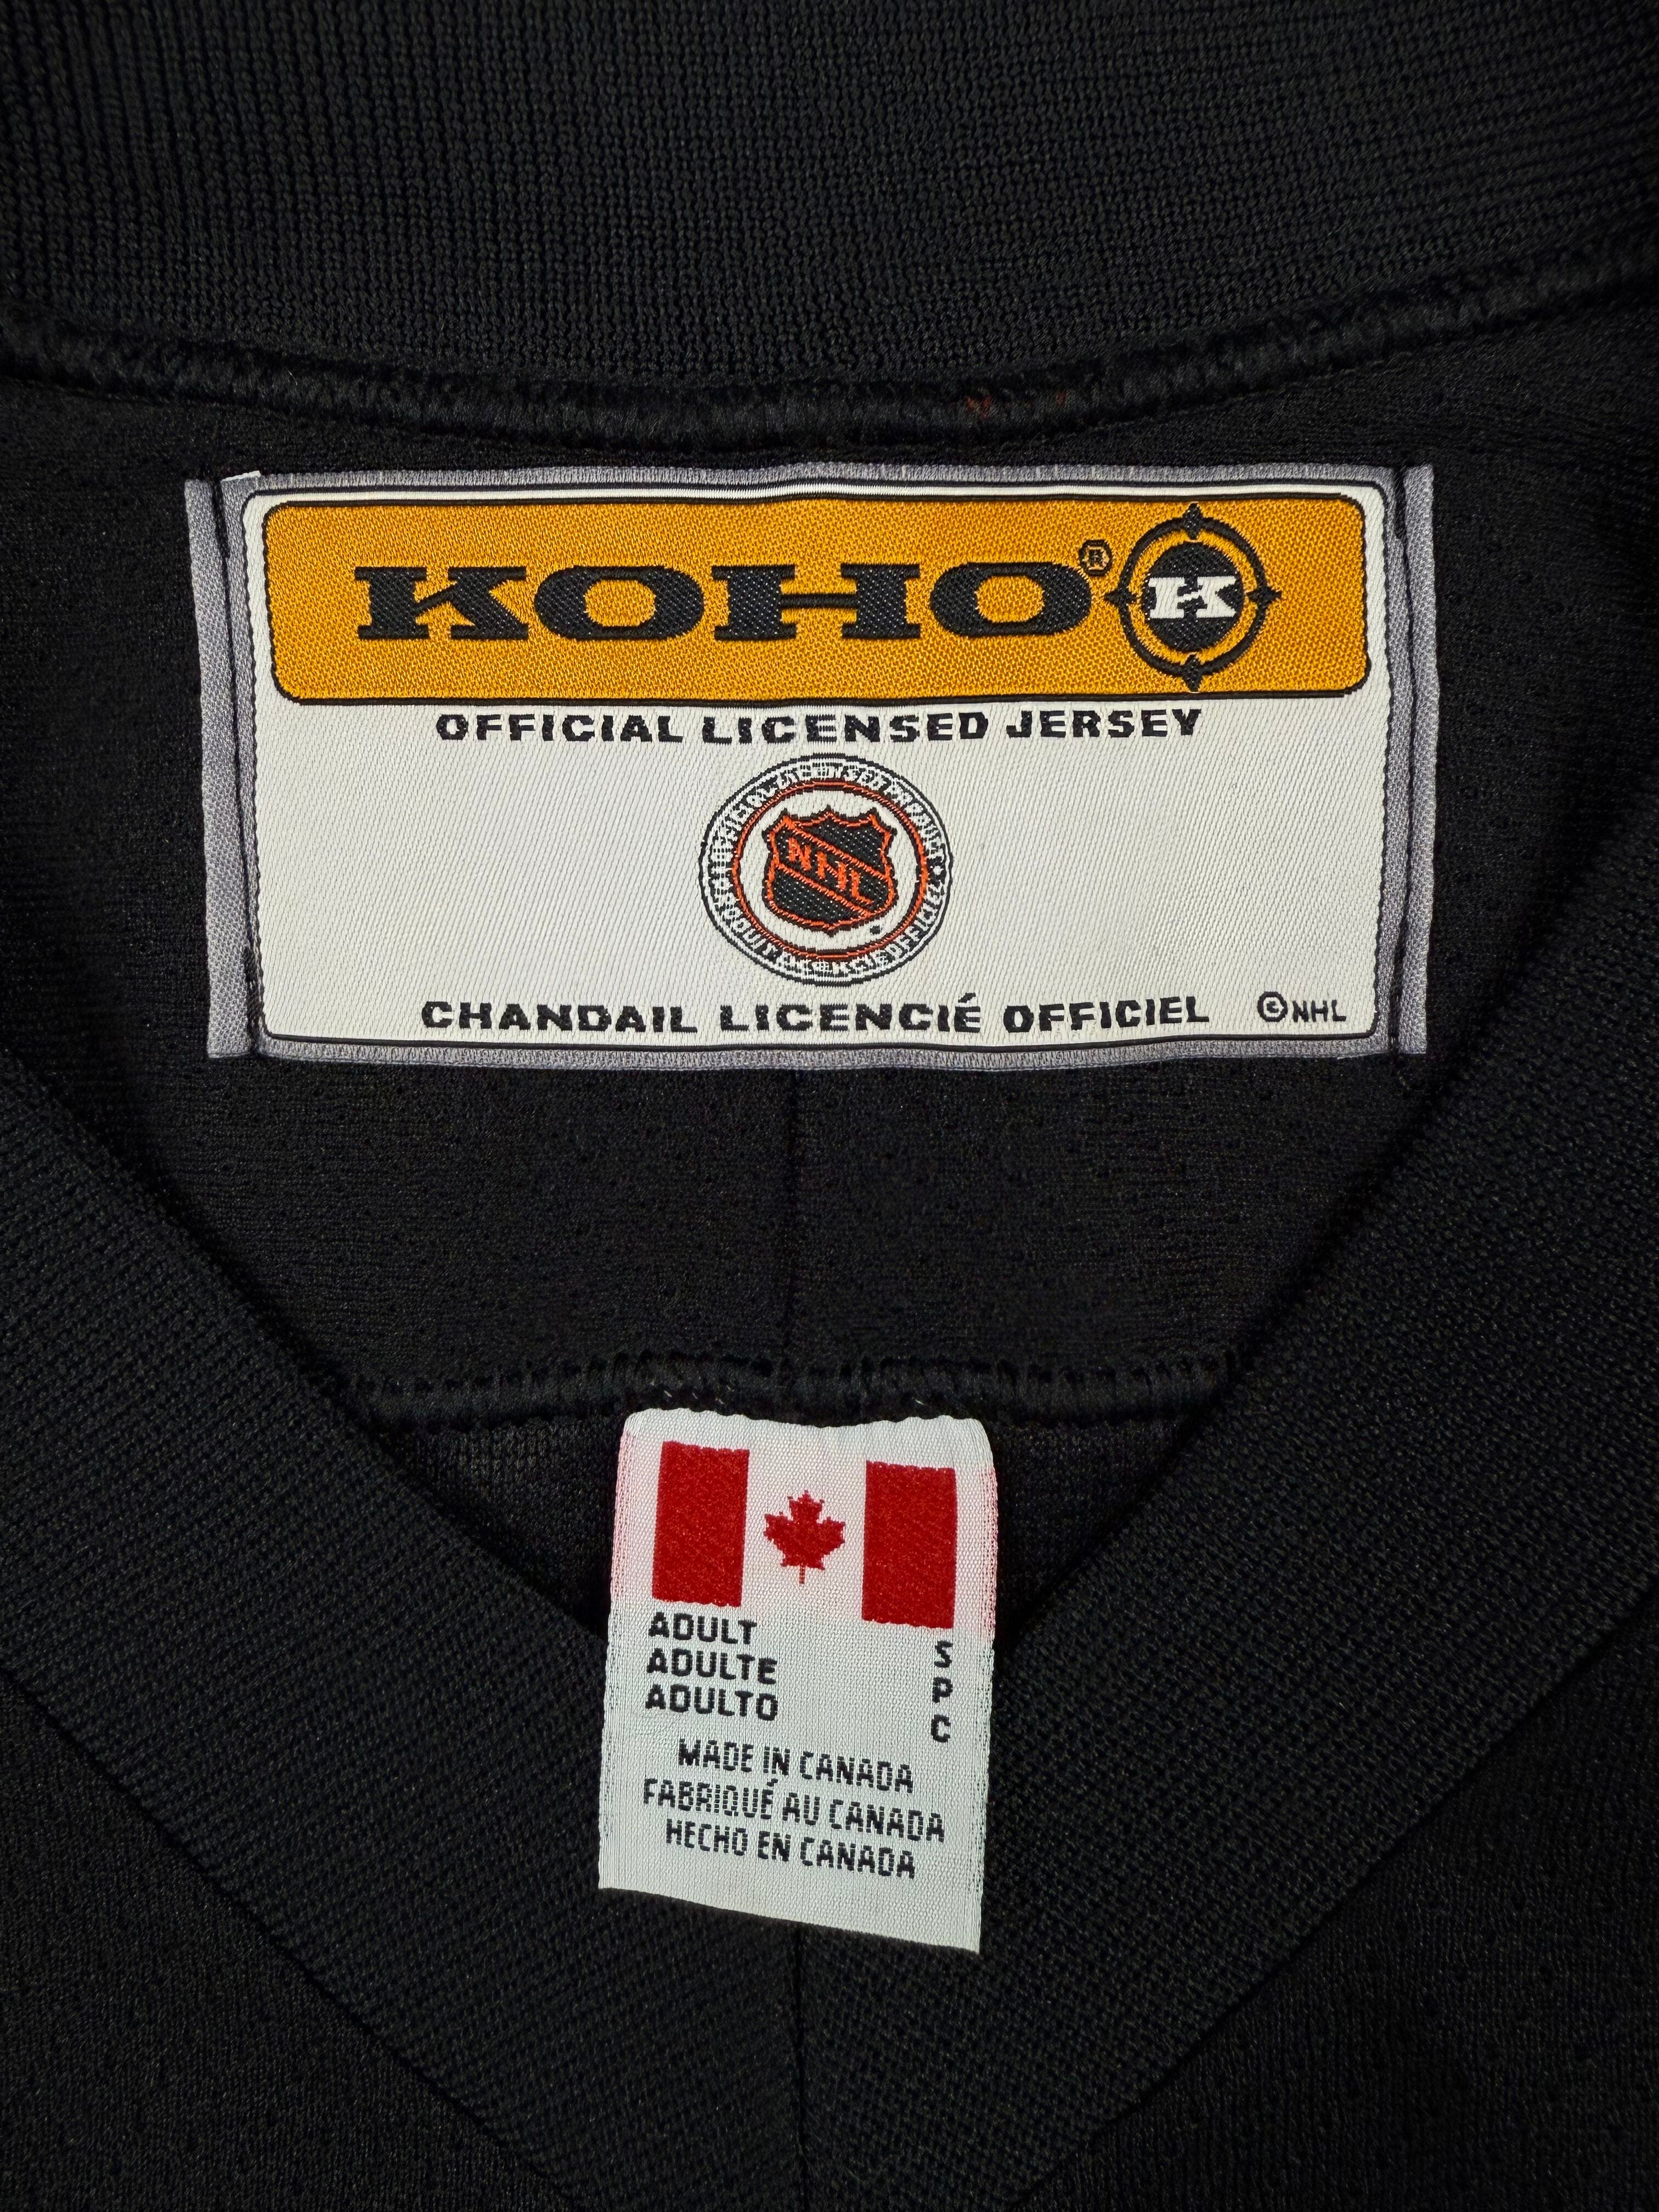 KOHO® K
OFFICIAL LICENSED JERSEY
NHL
CHANDAIL LICENCIÉ OFFICIEL ©NHL
ADULT S
ADULTE P
ADULTO C
MADE IN CANADA
FABRIQUÉ AU CANADA
HECHO EN CANADA